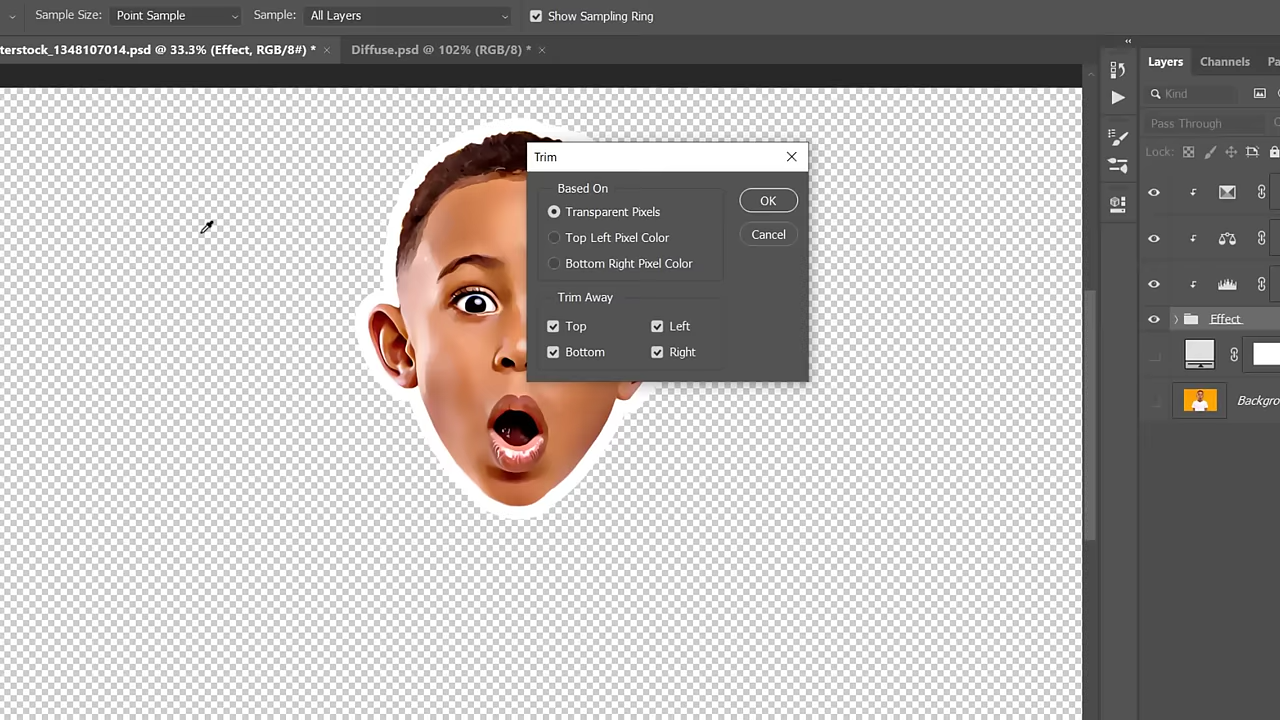 Sample Size: Point Sample Sample: All Layers Show Sampling Ring
terstock_1348107014.psd @ 33.3% (Effect, RGB/8#) * × Diffuse.psd @ 102% (RGB/8) * ×
Layers Channels Pa
Kind
Pass Through
Lock:
Trim
Based On
Transparent Pixels
Top Left Pixel Color
Bottom Right Pixel Color
OK
Cancel
Trim Away
Top Left
Bottom Right
Effect
Backgro